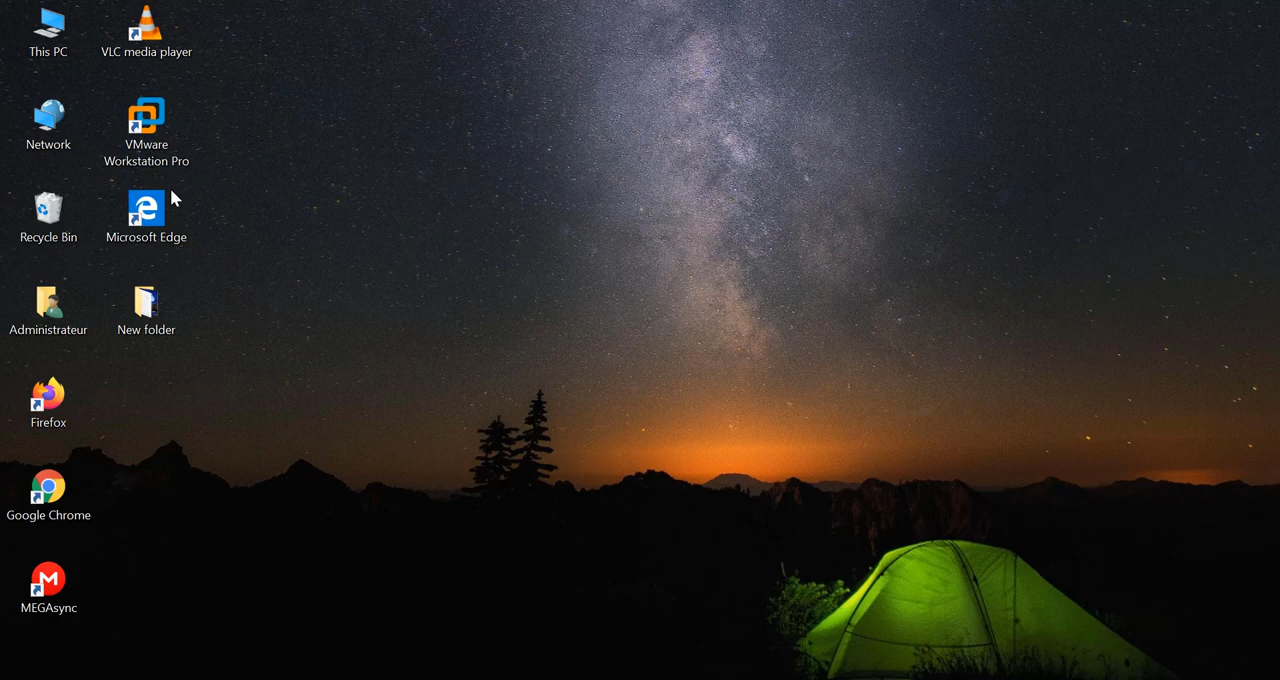 This PC
VLC media player
Network
VMware
Workstation Pro
Recycle Bin
Microsoft Edge
Administrateur
New folder
Firefox
Google Chrome
MEGAsync